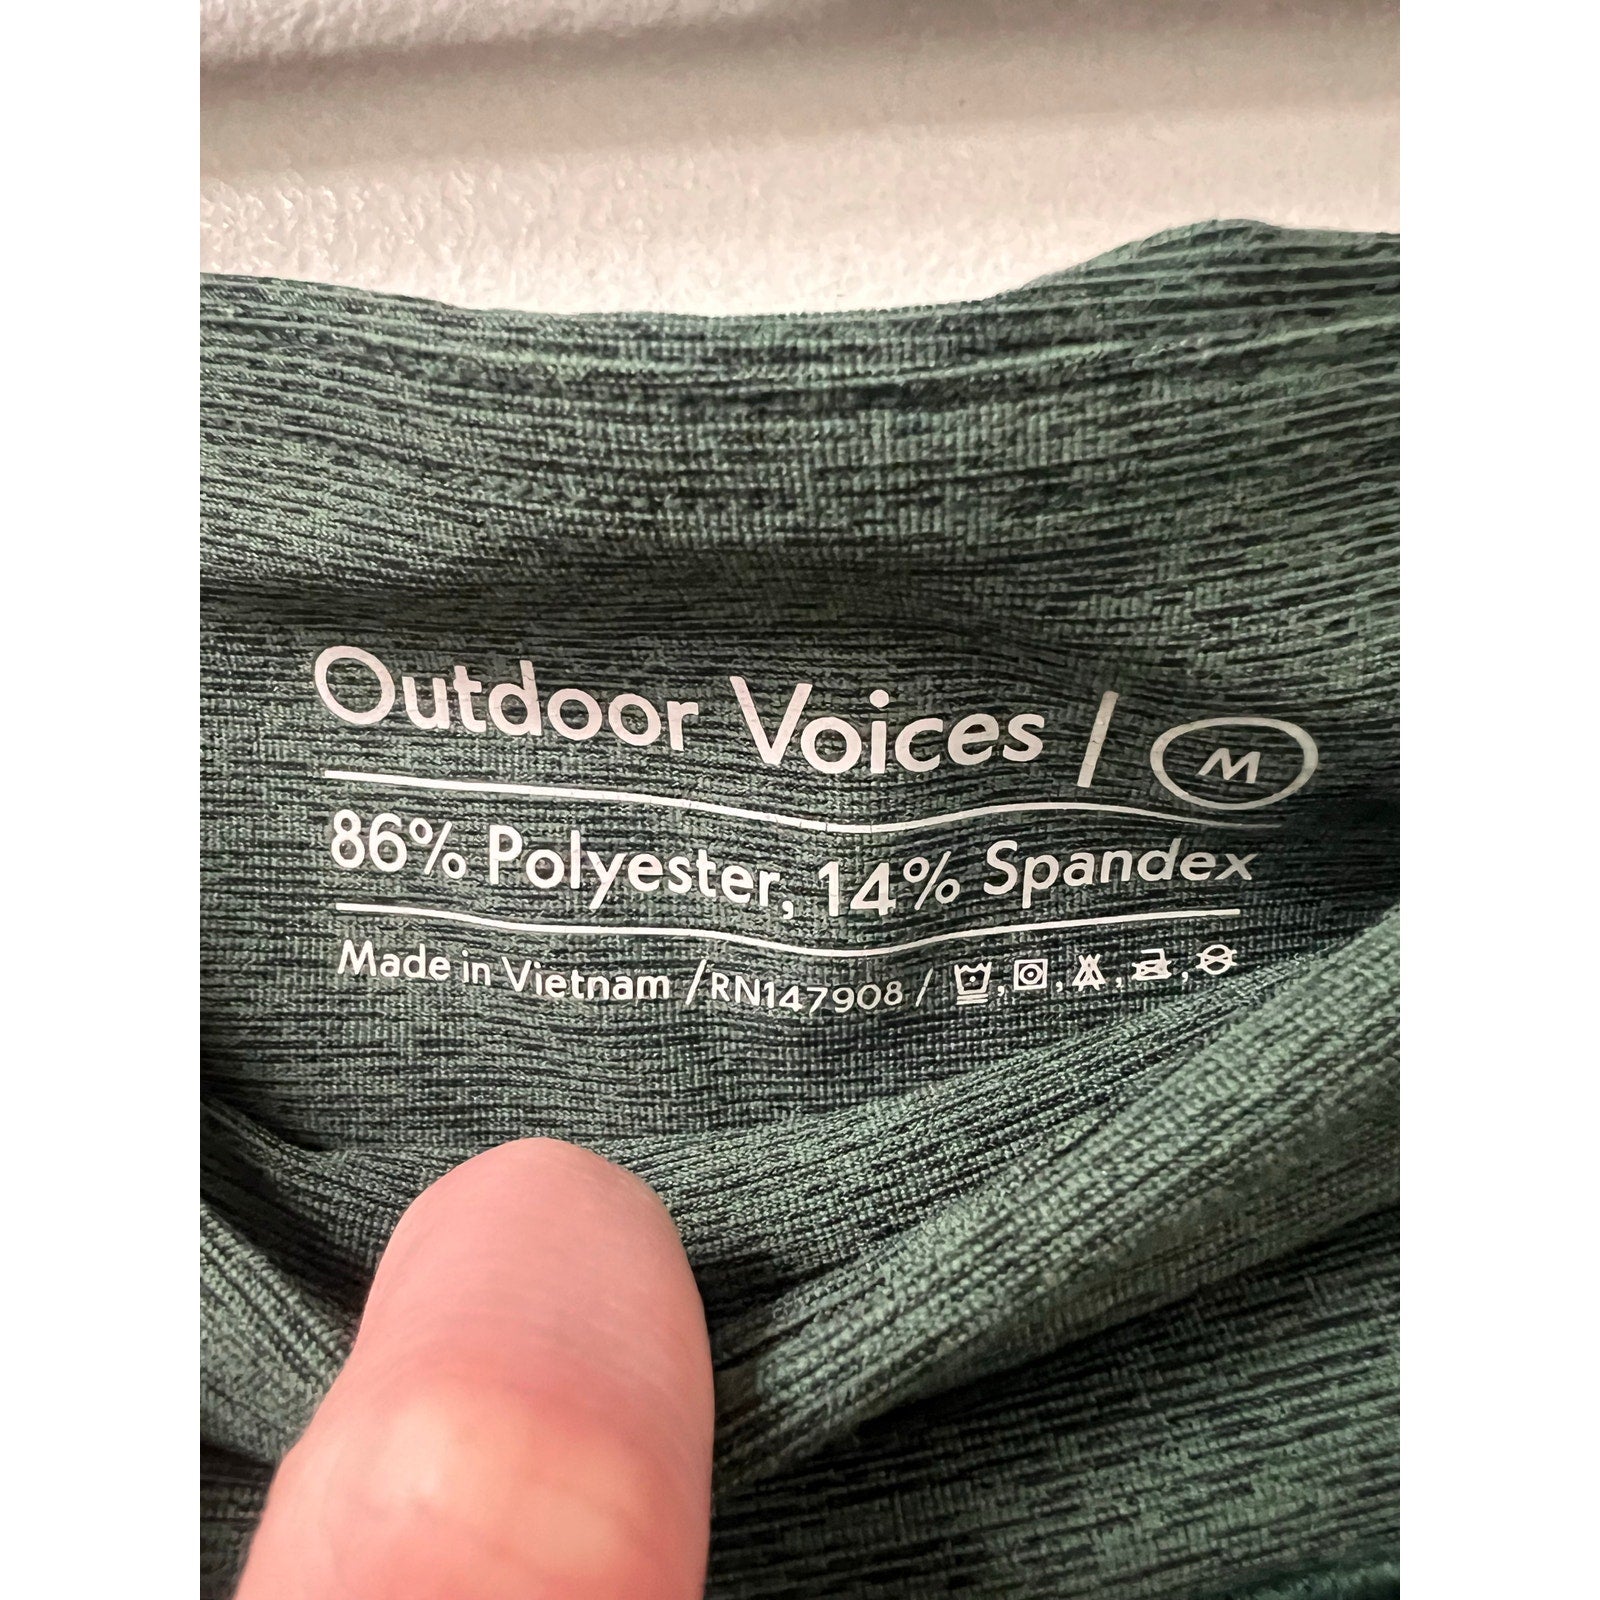 Outdoor Voices / M
86% Polyester, 14% Spandex
Made in Vietnam / RN147908 /